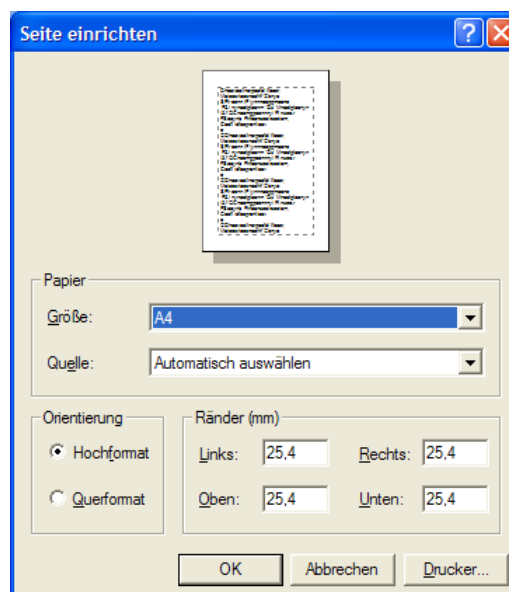 Seite einrichten
Papier
Größe: A4
Quelle: Automatisch auswählen
Orientierung
Hochformat
Querformat
Ränder (mm)
Links: 25,4 Rechts: 25,4
Oben: 25,4 Unten: 25,4
OK Abbrechen Drucker...